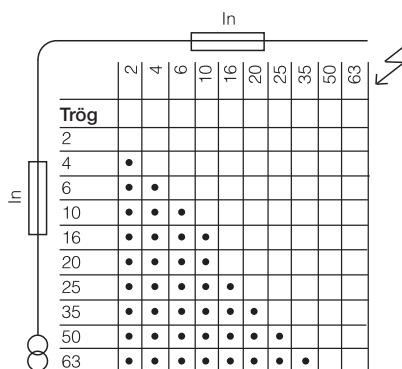 In
2 4 6 10 16 20 25 35 50 63
Trög
2
In
4 •
6 • •
10 • • •
16 • • • •
20 • • • •
25 • • • • •
35 • • • • • •
50 • • • • • • •
63 • • • • • • • •